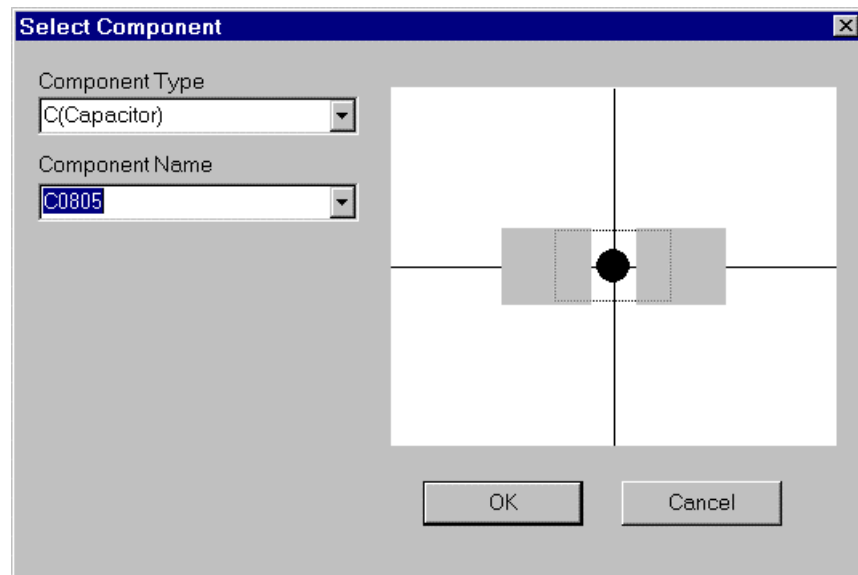 Select Component
Component Type
C(Capacitor)
Component Name
C0805
OK
Cancel